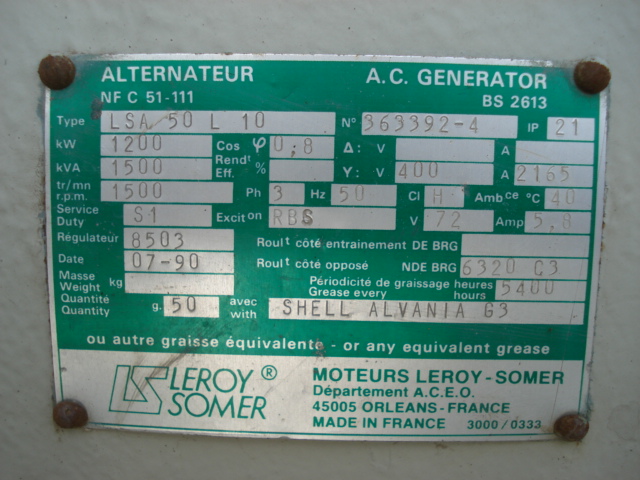 ALTERNATEUR A.C. GENERATOR
NF C 51-111 BS 2613
Type LSA 50 L 10 N° 363392-4 IP 21
kW 1200 Cos φ 0,8 Δ: V A
kVA 1500 Rendt Eff. % Y: V 400 A 2165
tr/mn r.p.m. 1500 Ph 3 Hz 50 Cl H Ambce °C 40
Service Duty S1 Exciton RBS V 72 Amp 5,8
Régulateur 8503 Roult côté entrainement DE BRG
Date 07-90 Roult côté opposé NDE BRG 6320 C3
Masse Weight kg Périodicité de graissage heures
Grease every hours 5400
Quantité Quantity g. 50 avec with SHELL ALVANIA G3
ou autre graisse équivalente - or any equivalent grease
LS LEROY SOMER ® MOTEURS LEROY-SOMER
Département A.C.E.O.
45005 ORLEANS-FRANCE
MADE IN FRANCE 3000/0333